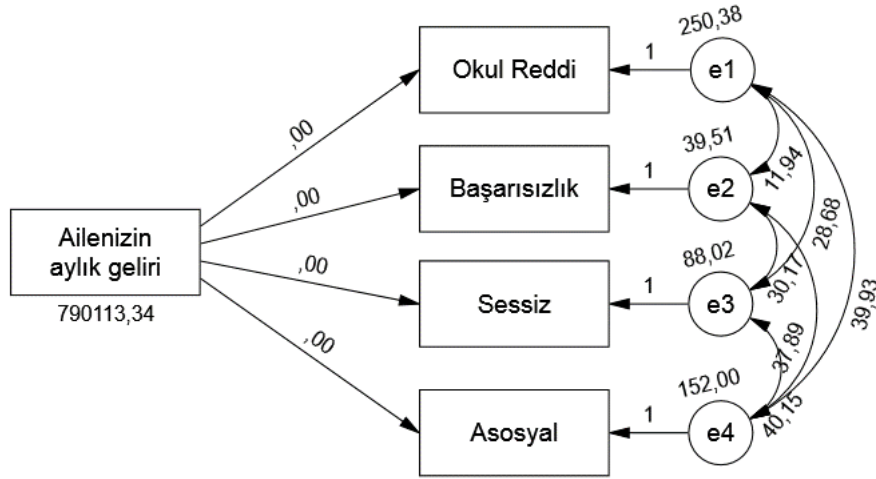 250,38
Okul Reddi
1
e1
,00
39,51
11,94
Başarısızlık
1
e2
,00
Ailenizin
aylık geliri
790113,34
88,02
30,17
28,68
39,93
Sessiz
1
e3
,00
37,89
152,00
40,15
Asosyal
1
e4
,00